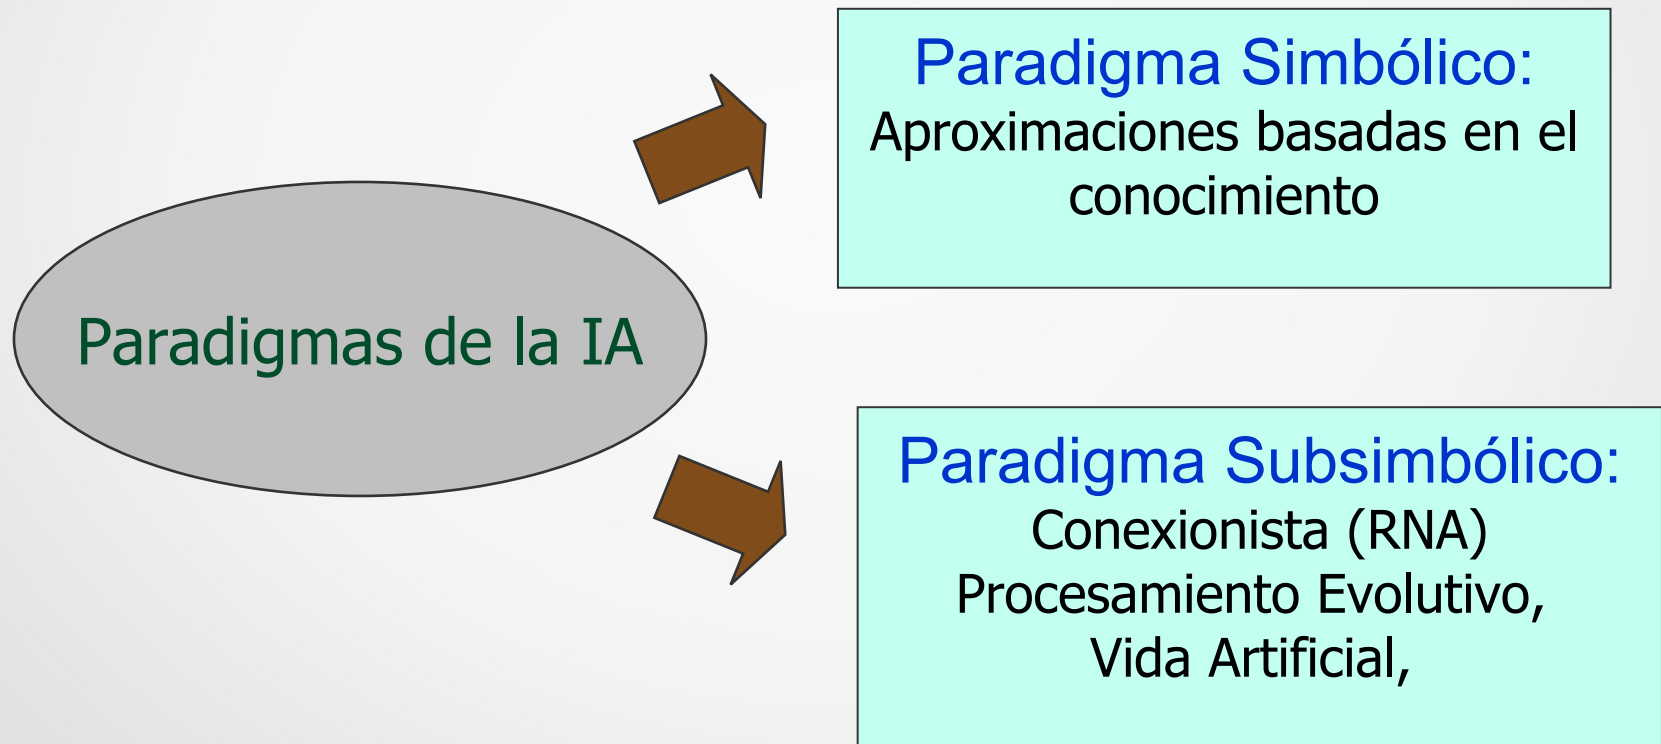 Paradigmas de la IA
Paradigma Simbólico:
Aproximaciones basadas en el
conocimiento
Paradigma Subsimbólico:
Conexionista (RNA)
Procesamiento Evolutivo,
Vida Artificial,